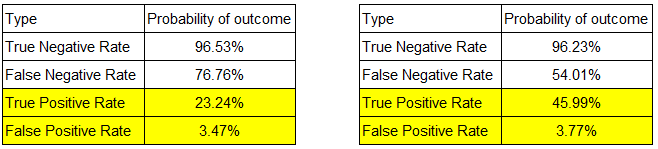 Type Probability of outcome
True Negative Rate 96.53%
False Negative Rate 76.76%
True Positive Rate 23.24%
False Positive Rate 3.47%
Type Probability of outcome
True Negative Rate 96.23%
False Negative Rate 54.01%
True Positive Rate 45.99%
False Positive Rate 3.77%